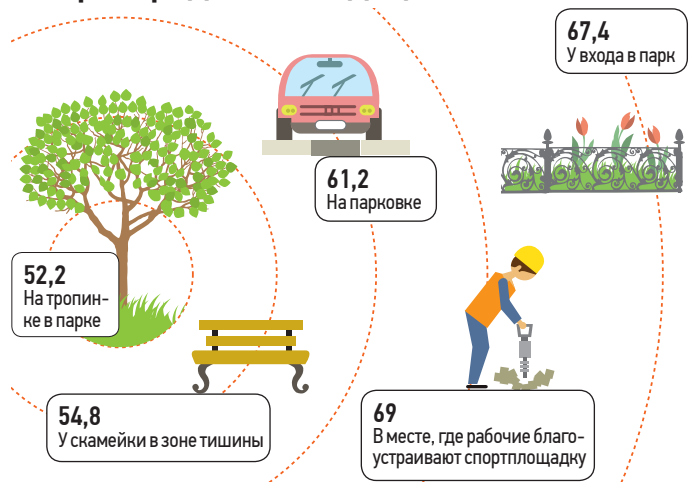 67,4
У входа в парк
61,2
На парковке
52,2
На тропин-
ке в парке
54,8
У скамейки в зоне тишины
69
В месте, где рабочие благо-
устраивают спортплощадку